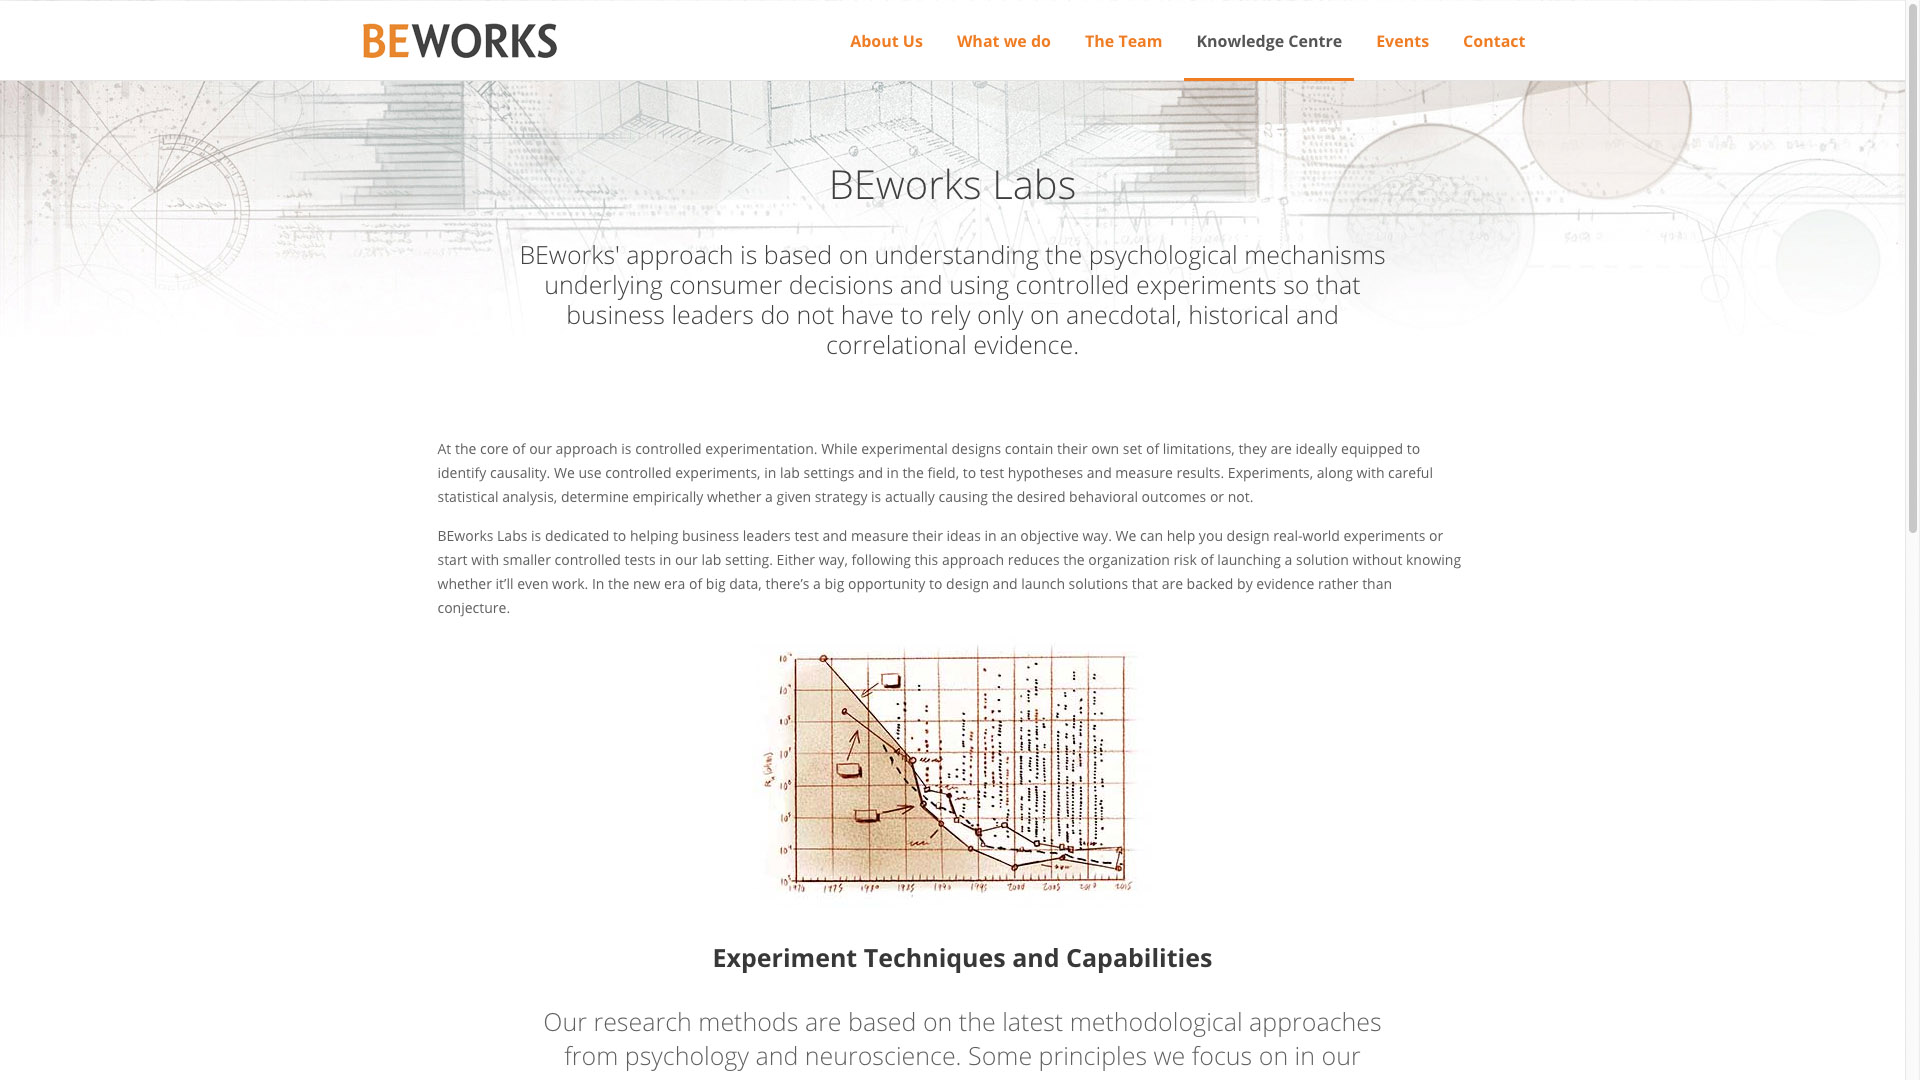 BEWORKS
About Us What we do The Team Knowledge Centre Events Contact
BEworks Labs
BEworks' approach is based on understanding the psychological mechanisms
underlying consumer decisions and using controlled experiments so that
business leaders do not have to rely only on anecdotal, historical and
correlational evidence.
At the core of our approach is controlled experimentation. While experimental designs contain their own set of limitations, they are ideally equipped to
identify causality. We use controlled experiments, in lab settings and in the field, to test hypotheses and measure results. Experiments, along with careful
statistical analysis, determine empirically whether a given strategy is actually causing the desired behavioral outcomes or not.
BEworks Labs is dedicated to helping business leaders test and measure their ideas in an objective way. We can help you design real-world experiments or
start with smaller controlled tests in our lab setting. Either way, following this approach reduces the organization risk of launching a solution without knowing
whether it’ll even work. In the new era of big data, there’s a big opportunity to design and launch solutions that are backed by evidence rather than
conjecture.
1970 1975 1980 1985 1990 1995 2000 2005 2010 2015
Experiment Techniques and Capabilities
Our research methods are based on the latest methodological approaches
from psychology and neuroscience. Some principles we focus on in our